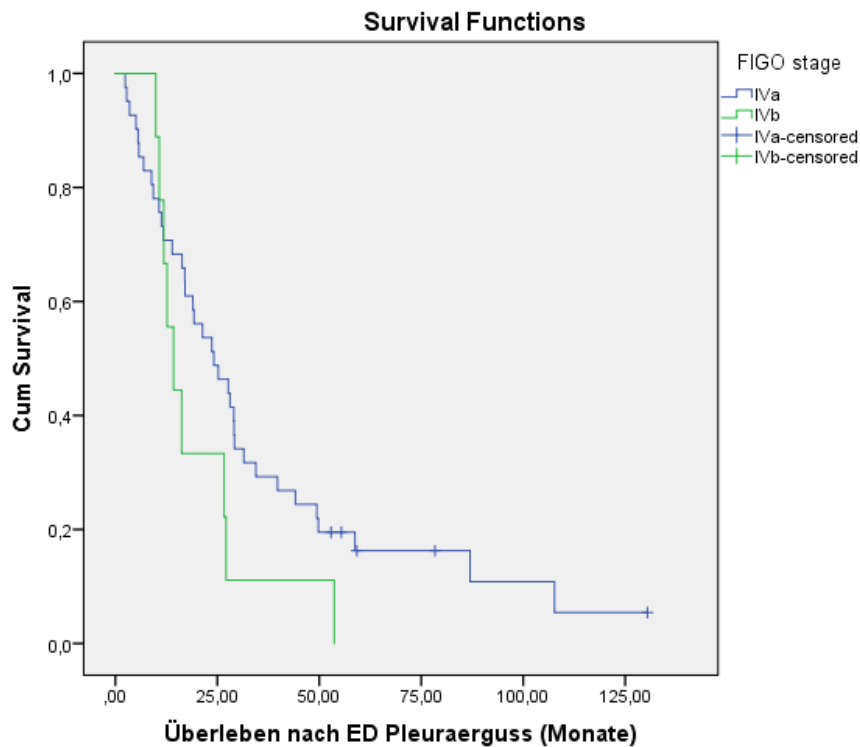 Survival Functions
FIGO stage
IVa
IVb
IVa-censored
IVb-censored
Cum Survival
1,0
0,8
0,6
0,4
0,2
0,0
,00
25,00
50,00
75,00
100,00
125,00
Überleben nach ED Pleuraerguss (Monate)